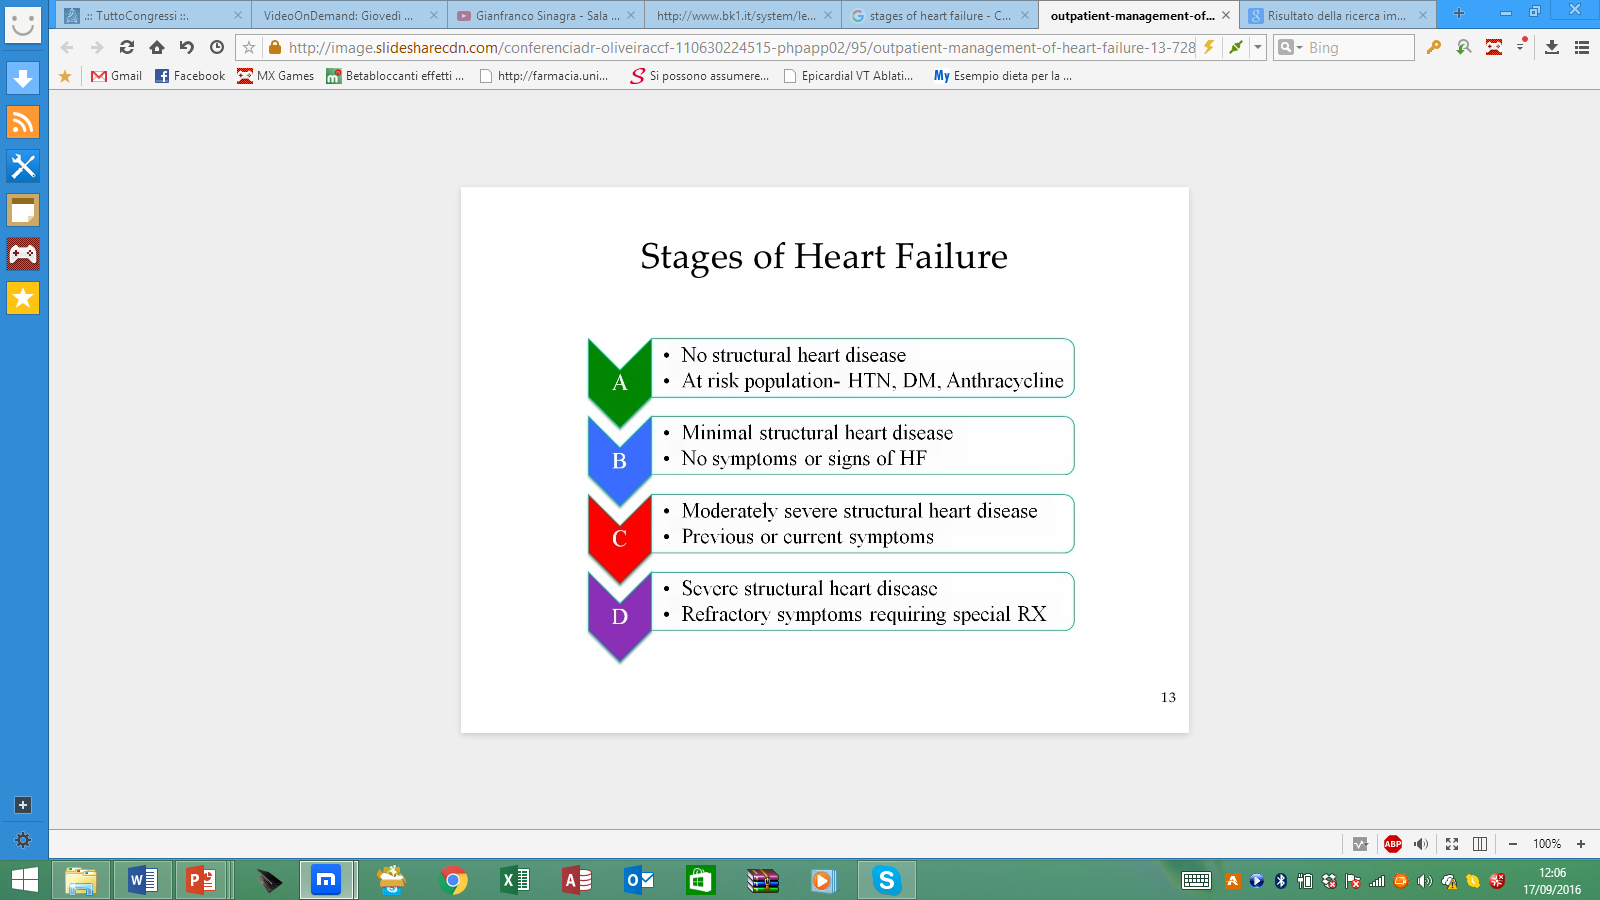 .:: TuttoCongressi ::.
VideoOnDemand: Giovedì ...
Gianfranco Sinagra - Sala ...
http://www.bk1.it/system/le...
stages of heart failure - C...
outpatient-management-of...
Risultato della ricerca im...
http://image.slidesharecdn.com/conferenciadr-oliveiraccf-110630224515-phpapp02/95/outpatient-management-of-heart-failure-13-728
Bing
Gmail
Facebook
MX Games
Betabloccanti effetti ...
http://farmacia.uni...
Si possono assumere...
Epicardial VT Ablati...
My Esempio dieta per la ...
Stages of Heart Failure
A
• No structural heart disease
• At risk population- HTN, DM, Anthracycline
B
• Minimal structural heart disease
• No symptoms or signs of HF
C
• Moderately severe structural heart disease
• Previous or current symptoms
D
• Severe structural heart disease
• Refractory symptoms requiring special RX
13
ABP
100%
12:06
17/09/2016